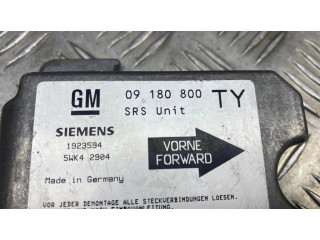 GM 09 180 800 TY
SRS Unit
SIEMENS
1923594
5WK4 2904
VORNE
FORWARD
Made in Germany
VOR JEDER DEMONTAGE ALLE STECKVERBINDUNGEN LOESEN.